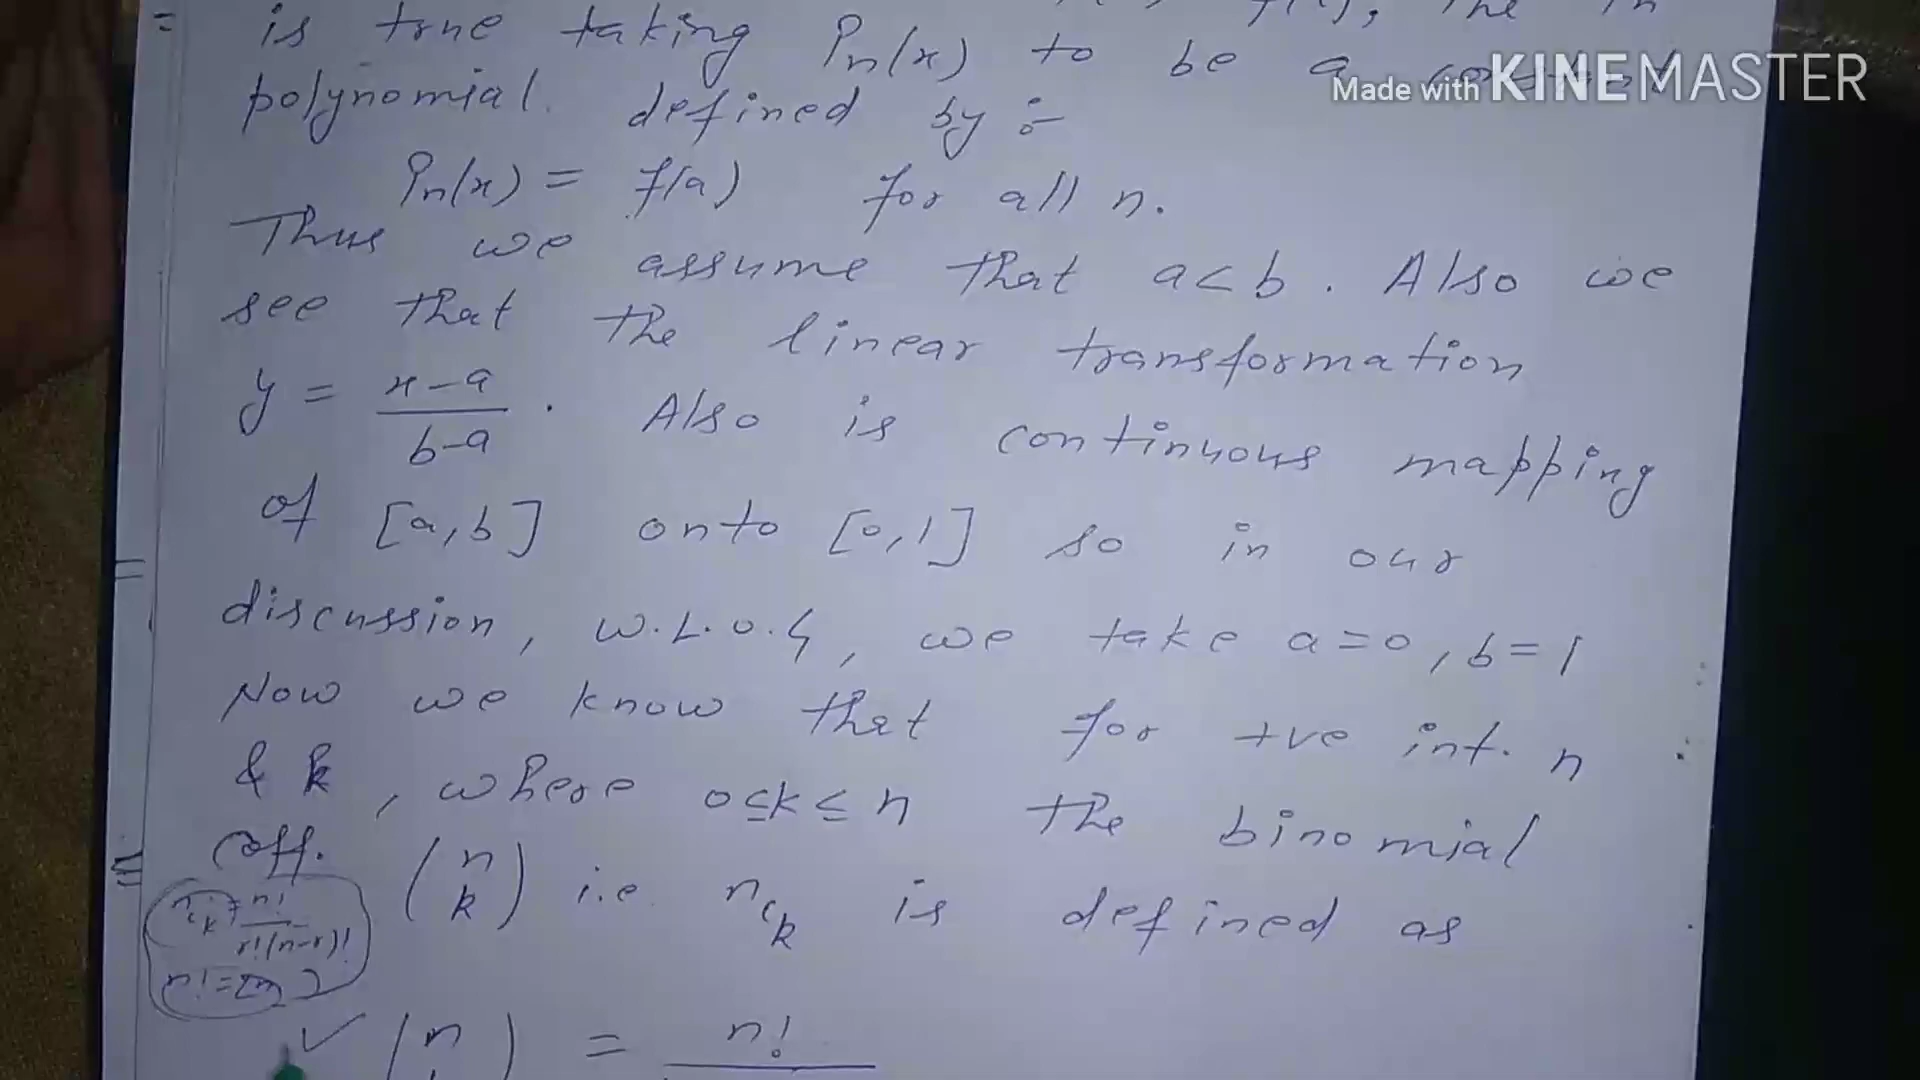 is true taking Pn(x) to be a constant
polynomial. defined by :-
Pn(x) = f(a) for all n.
Thus we assume that a<b. Also we
see that the linear transformation
y = (x-a)/(b-a). Also is continuous mapping
of [a,b] onto [0,1] so in our
discussion, W.L.O.G, we take a=0, b=1
Now we know that for +ve int. n
& k, where 0≤k≤n the binomial
Coff. (n k) i.e. nck is defined as
nck = n!/r!(n-r)!
(n = n!
Made with KINEMASTER